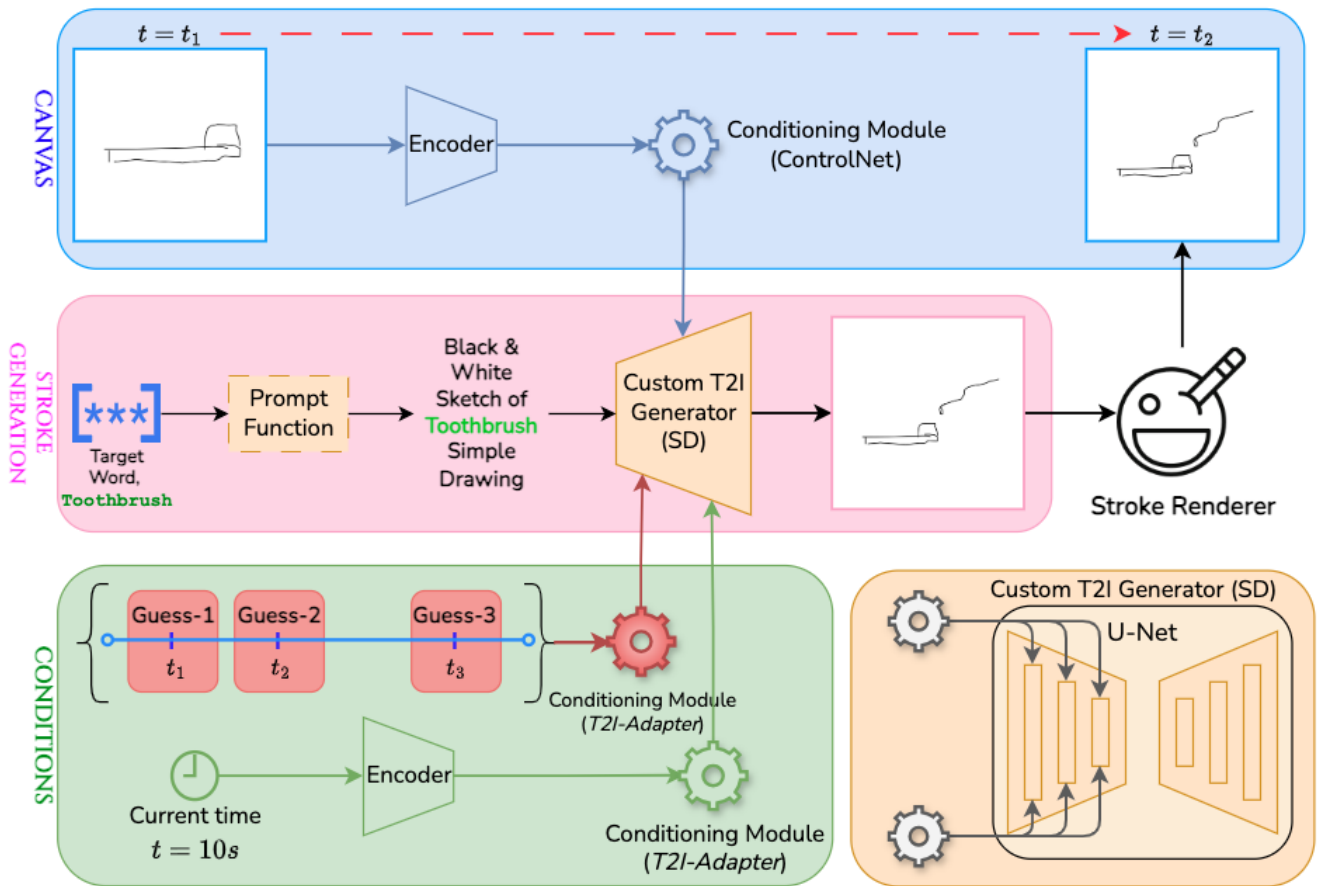 t = t₁
t = t₂
CANVAS
Encoder
Conditioning Module
(ControlNet)
STROKE
GENERATION
[***]
Target
Word,
Toothbrush
Prompt
Function
Black &
White
Sketch of
Toothbrush
Simple
Drawing
Custom T2I
Generator
(SD)
Stroke Renderer
CONDITIONS
Guess-1
Guess-2
Guess-3
t₁
t₂
t₃
Conditioning Module
(T2I-Adapter)
Encoder
Current time
t = 10s
Conditioning Module
(T2I-Adapter)
Custom T2I Generator (SD)
U-Net